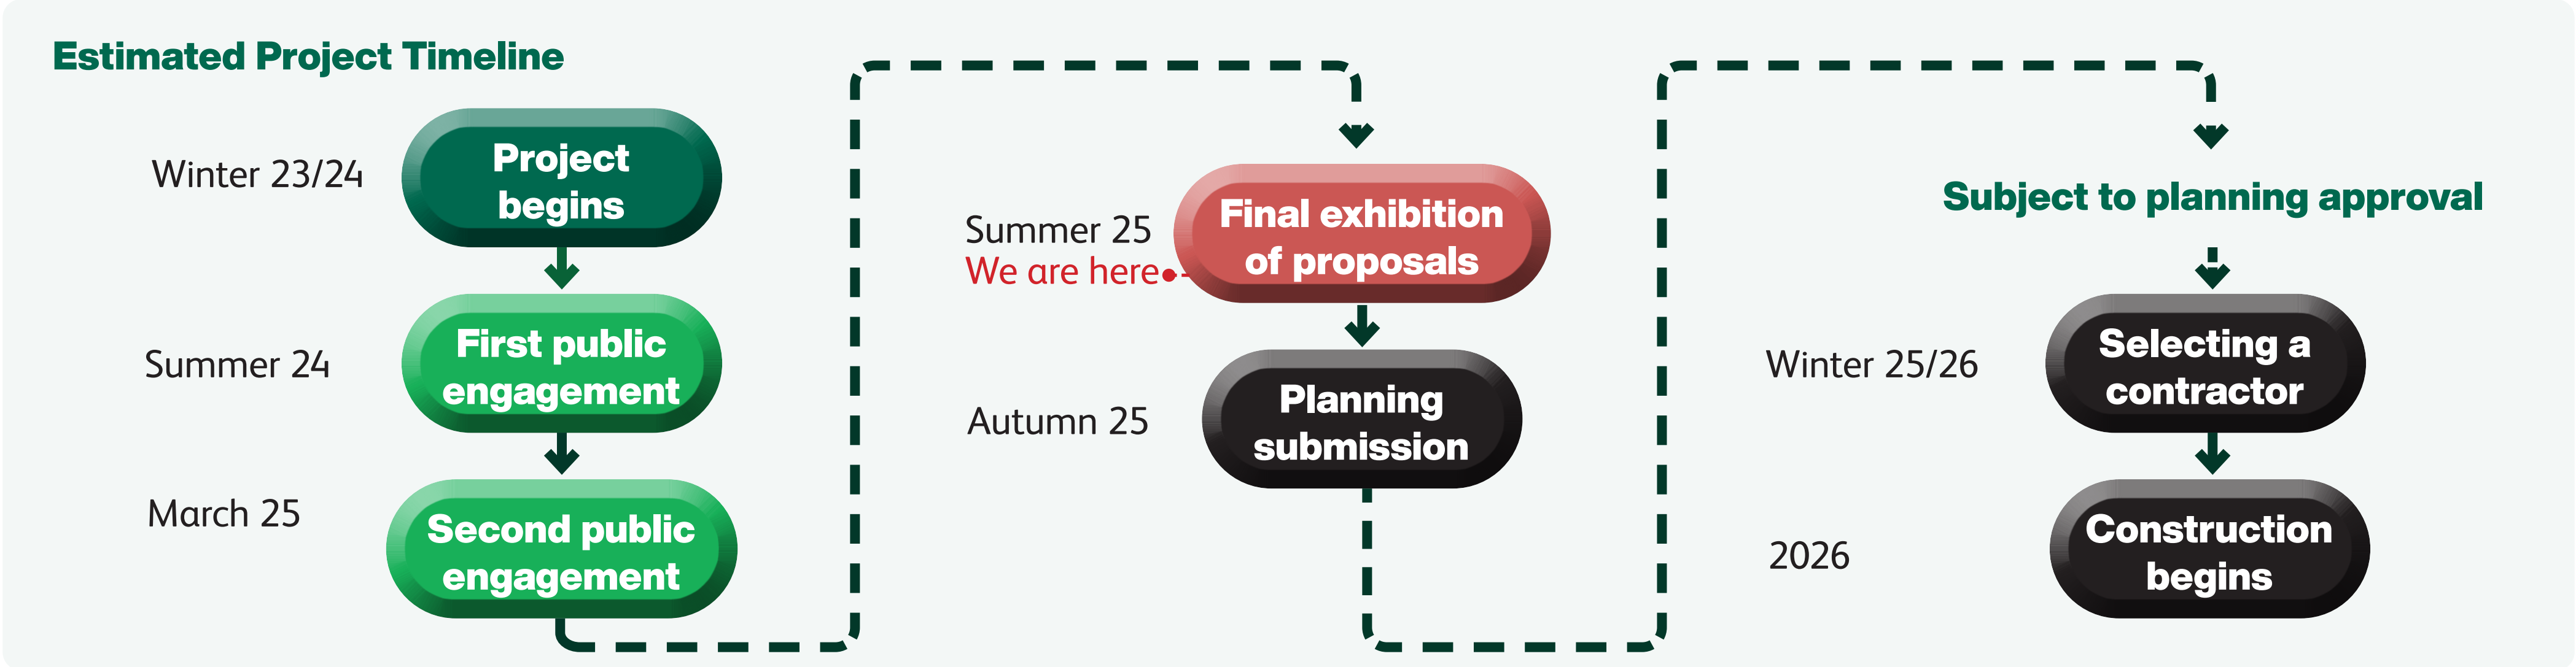 Estimated Project Timeline
Winter 23/24
Project
begins
Summer 24
First public
engagement
March 25
Second public
engagement
Summer 25
We are here
Final exhibition
of proposals
Autumn 25
Planning
submission
Subject to planning approval
Winter 25/26
Selecting a
contractor
2026
Construction
begins